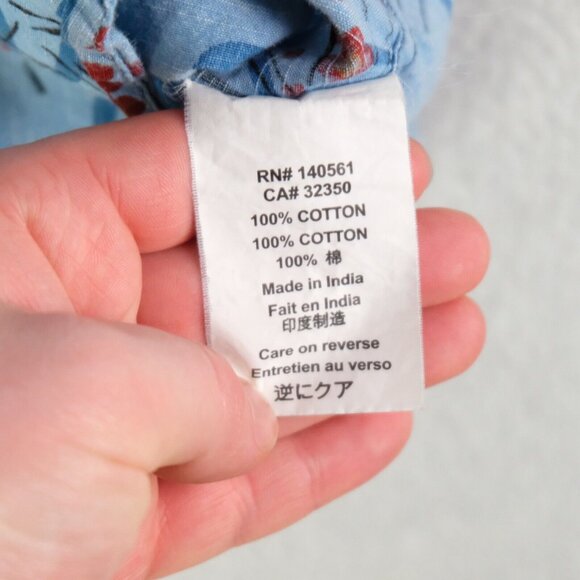 RN# 140561
CA# 32350
100% COTTON
100% COTTON
100% 棉
Made in India
Fait en India
印度制造
Care on reverse
Entretien au verso
逆にクア